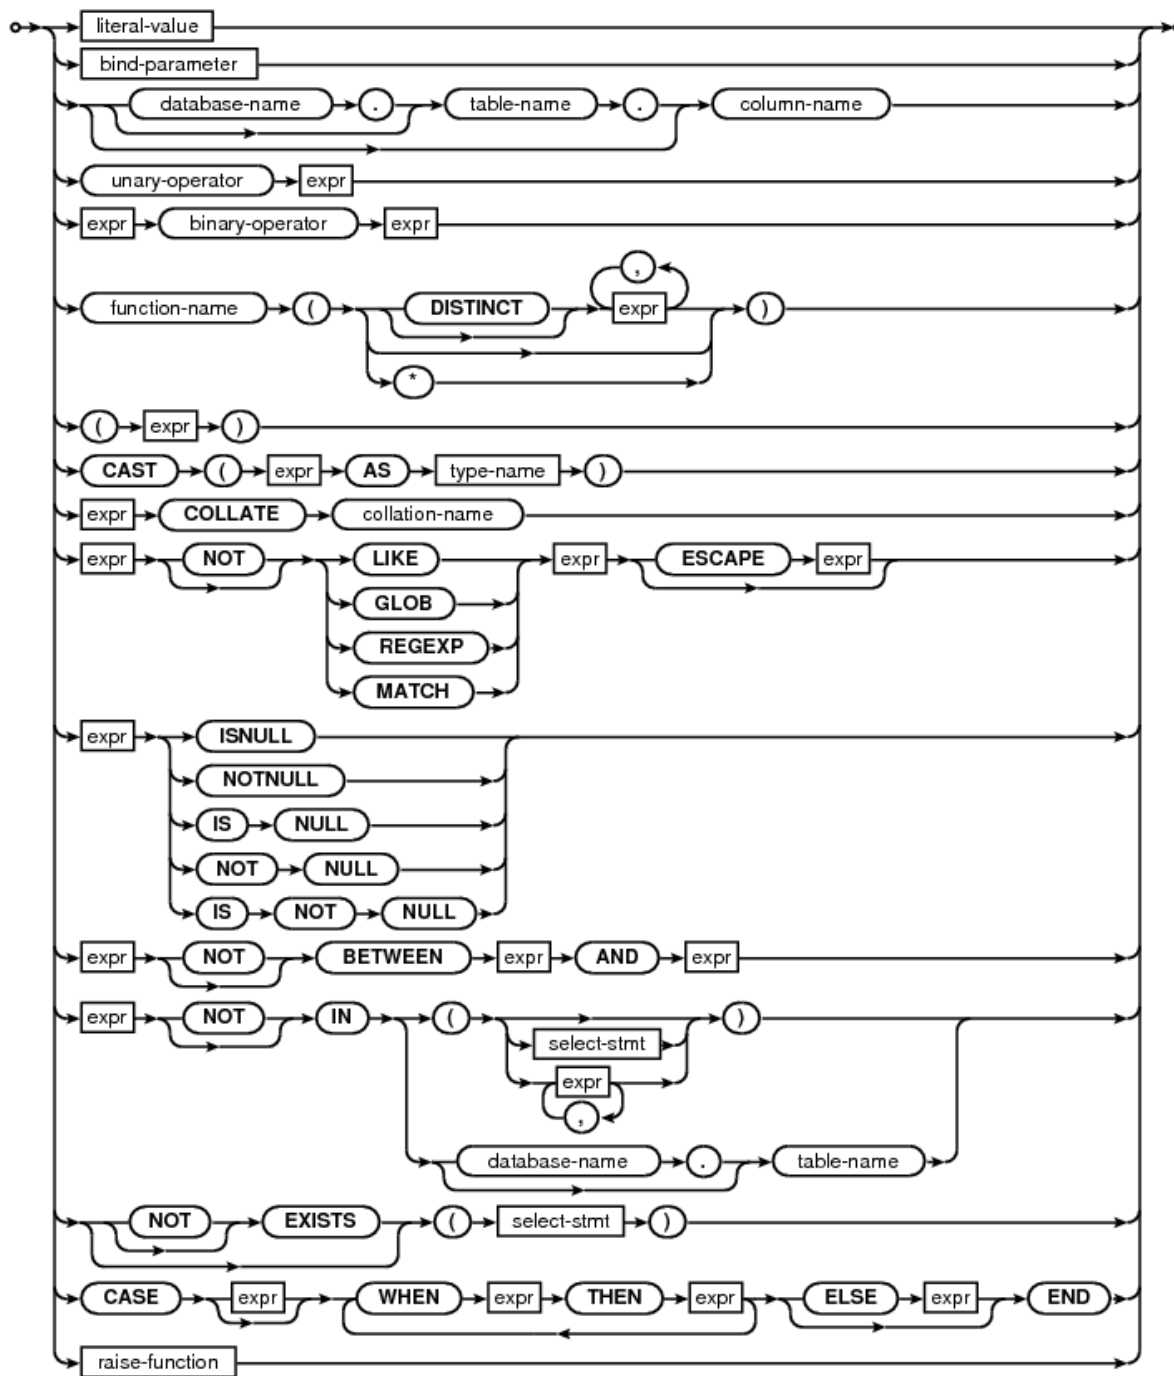 literal-value
bind-parameter
database-name . table-name . column-name
unary-operator expr
expr binary-operator expr
,
function-name ( DISTINCT expr )
*
( expr )
CAST ( expr AS type-name )
expr COLLATE collation-name
expr NOT LIKE expr ESCAPE expr
GLOB
REGEXP
MATCH
expr ISNULL
NOTNULL
IS NULL
NOT NULL
IS NOT NULL
expr NOT BETWEEN expr AND expr
expr NOT IN ( )
select-stmt
expr
,
database-name . table-name
NOT EXISTS ( select-stmt )
CASE expr WHEN expr THEN expr ELSE expr END
raise-function